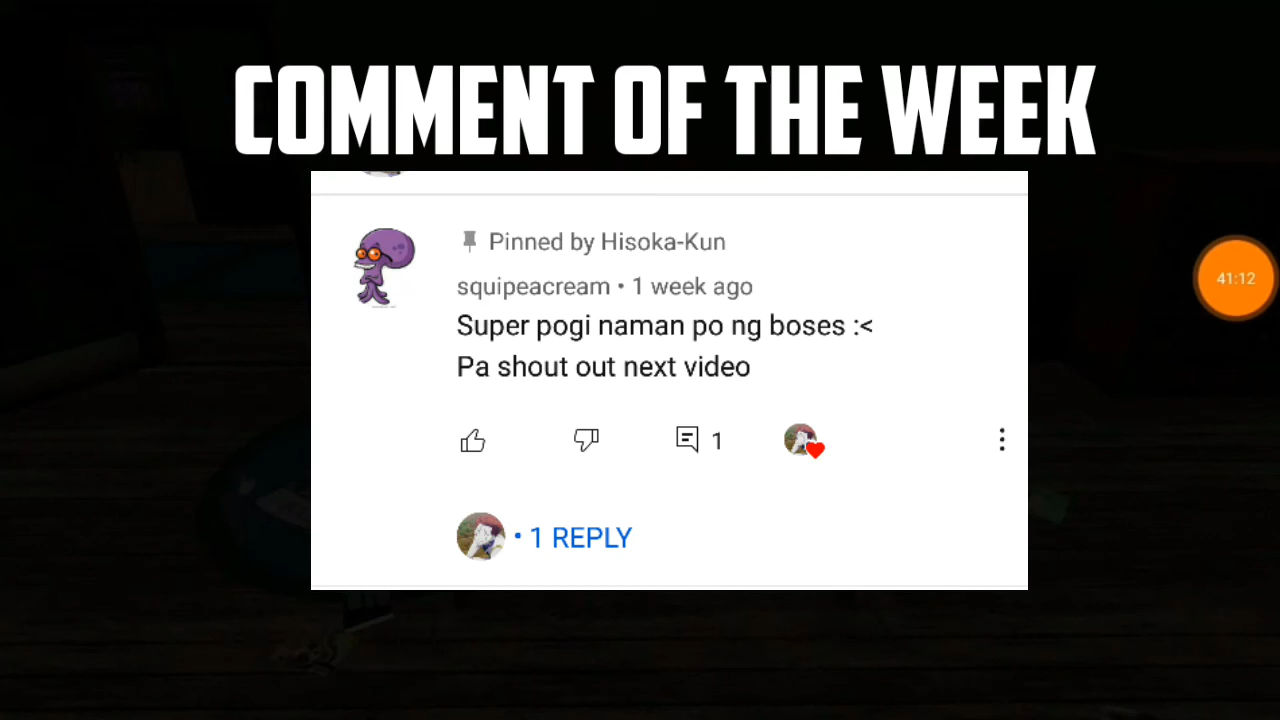 COMMENT OF THE WEEK
Pinned by Hisoka-Kun
squipeacream • 1 week ago
Super pogi naman po ng boses :<
Pa shout out next video
1
• 1 REPLY
41:12